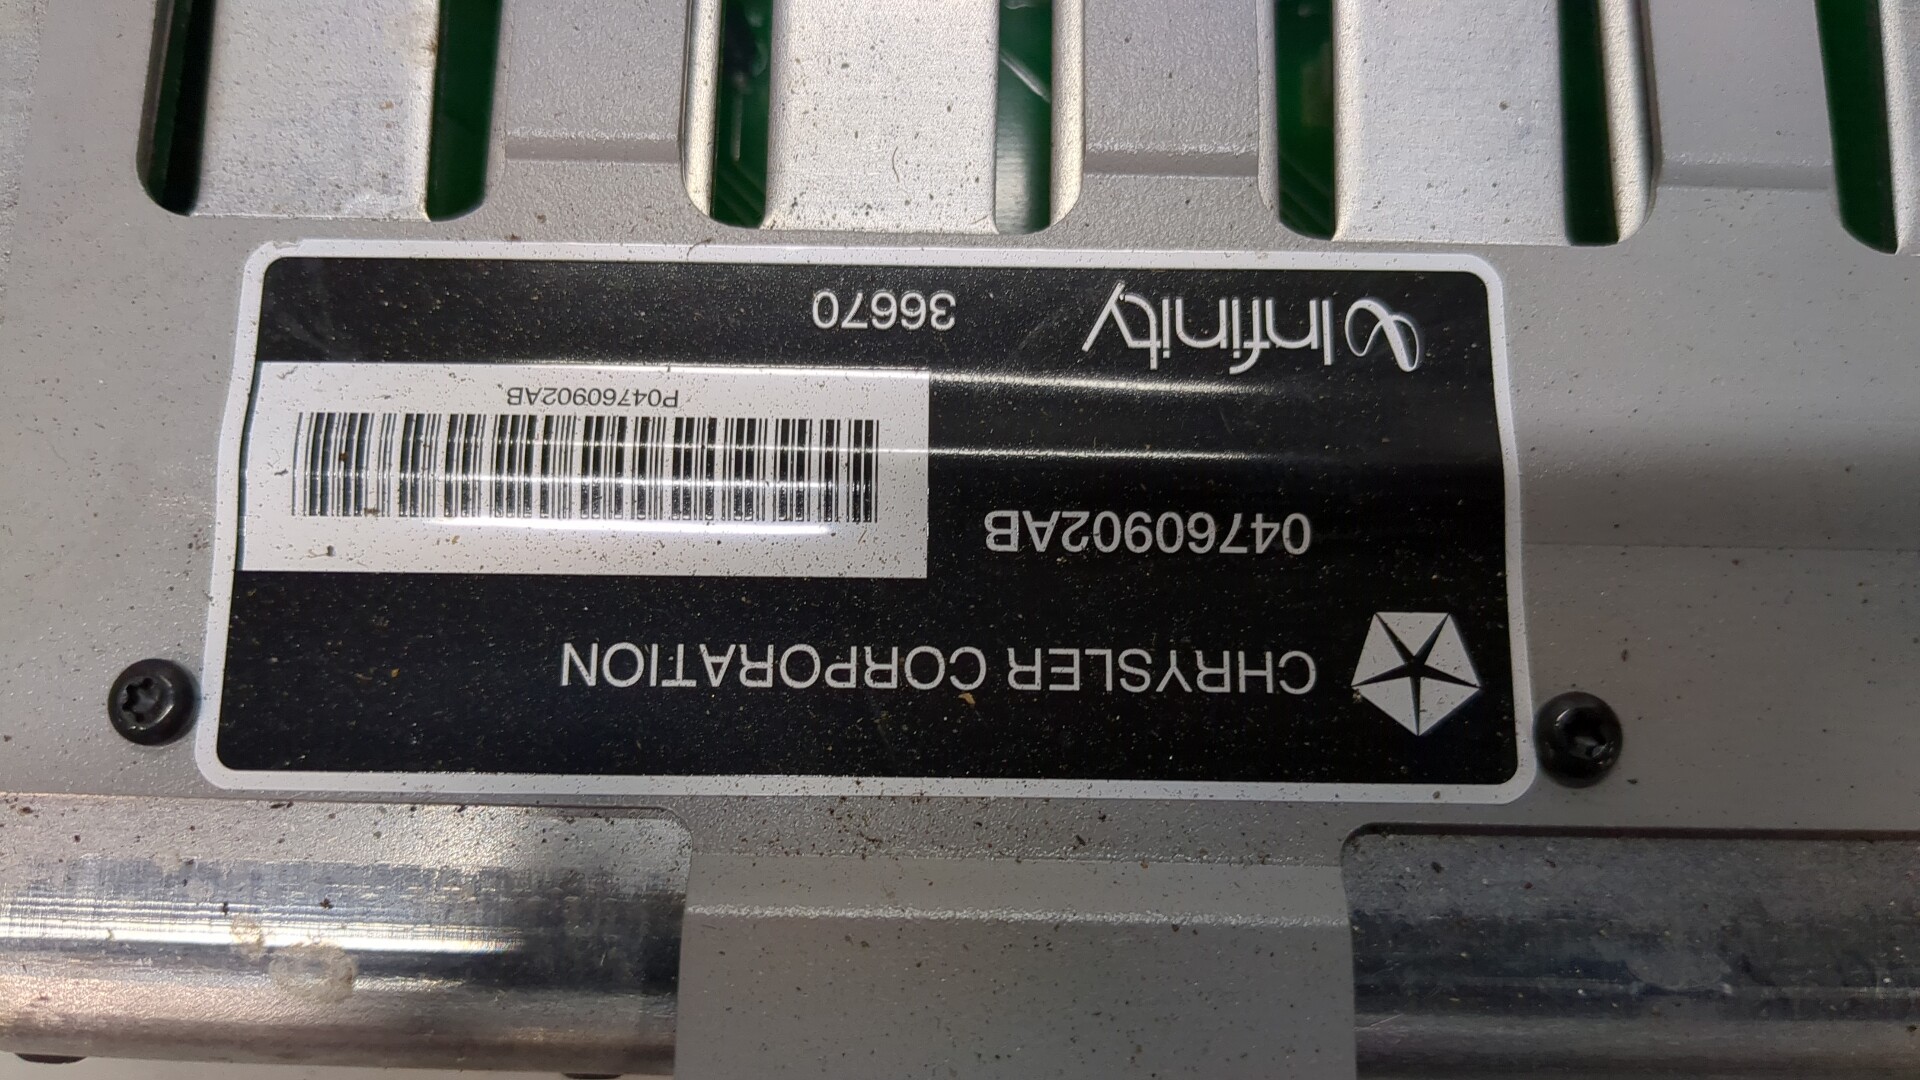 CHRYSLER CORPORATION
04760902AB
P04760902AB
Infinity
36670